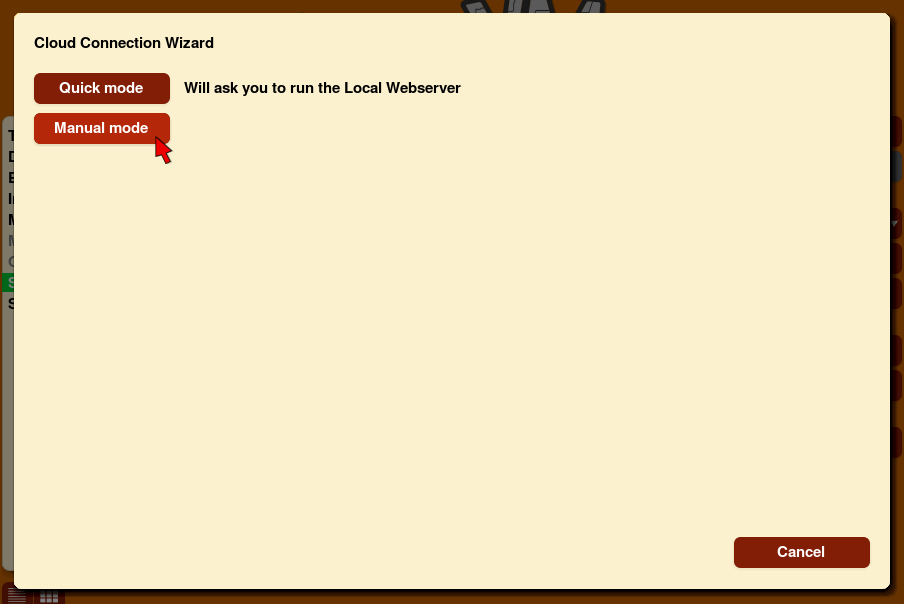 Cloud Connection Wizard
Quick mode Will ask you to run the Local Webserver
Manual mode
Cancel